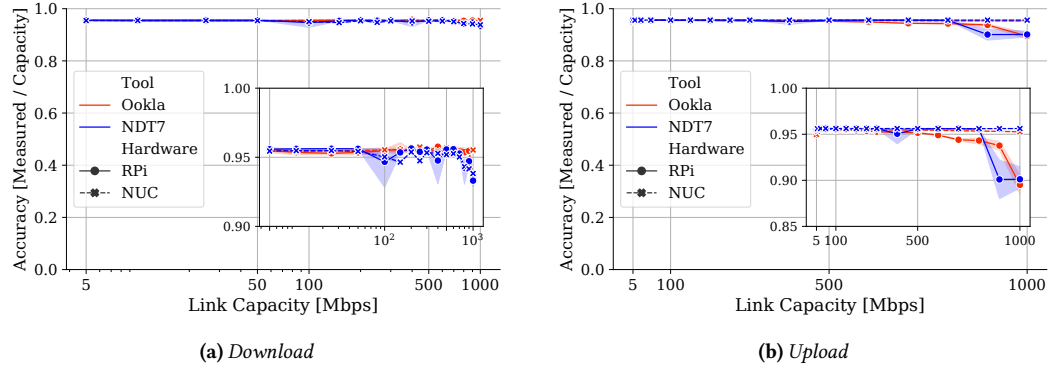 1.0
0.8
0.6
0.4
0.2
0.0
Accuracy [Measured / Capacity]
Tool
Ookla
NDT7
Hardware
RPi
NUC
1.00
0.95
0.90
10²
10³
5
50
100
500
1000
Link Capacity [Mbps]
(a) Download
1.0
0.8
0.6
0.4
0.2
0.0
Accuracy [Measured / Capacity]
Tool
Ookla
NDT7
Hardware
RPi
NUC
1.00
0.95
0.90
0.85
5 100
500
1000
5
100
500
1000
Link Capacity [Mbps]
(b) Upload